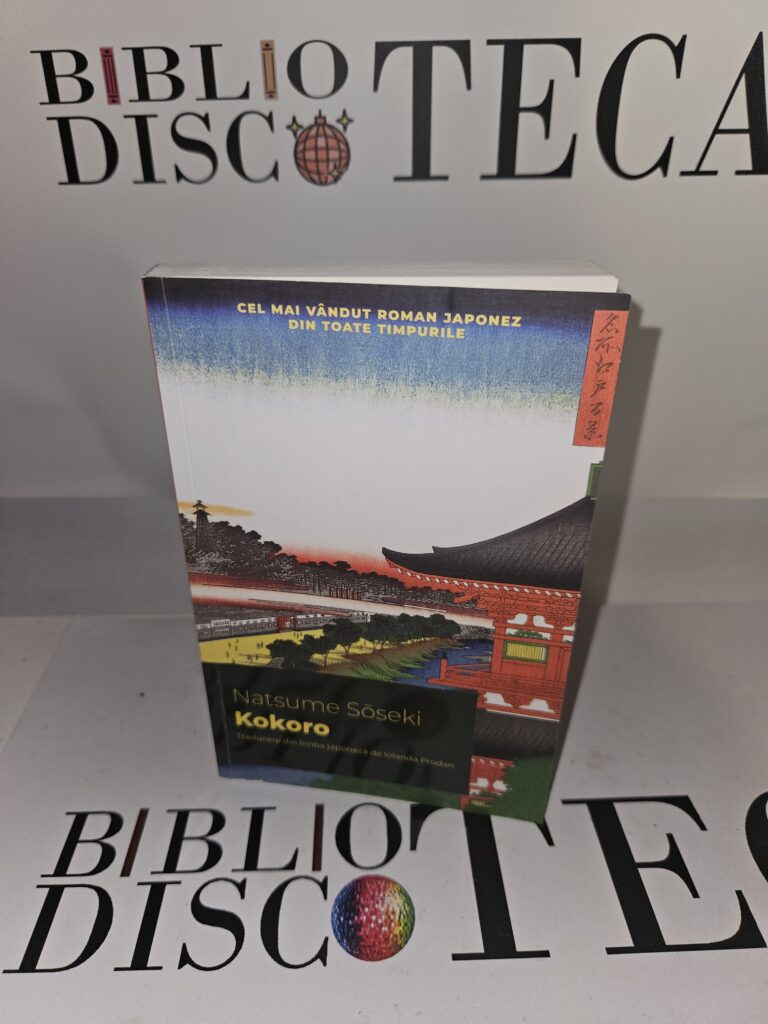 BIBLIO TECA
DISCO
CEL MAI VÂNDUT ROMAN JAPONEZ
DIN TOATE TIMPURILE
名所江戸百景
Natsume Sōseki
Kokoro
Traducere din limba japoneză de Iolanda Prodan
BIBLIO TEC
DISCO